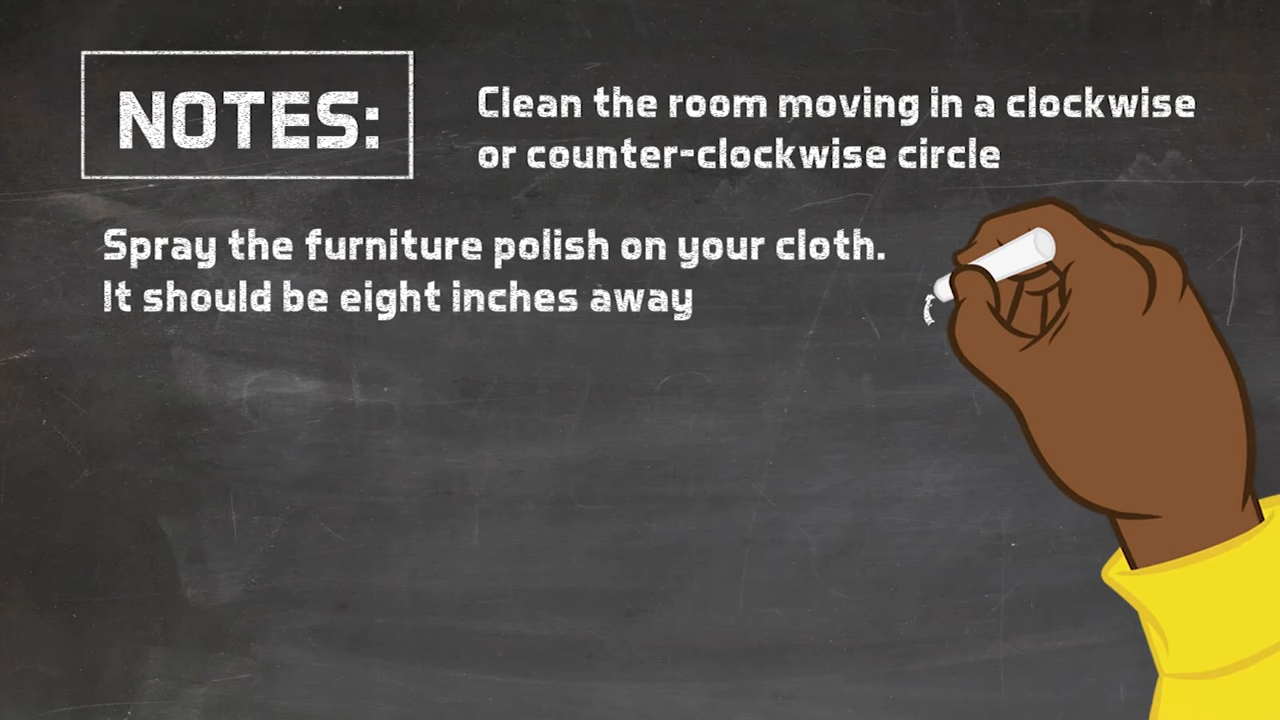 NOTES:
Clean the room moving in a clockwise
or counter-clockwise circle
Spray the furniture polish on your cloth.
It should be eight inches away